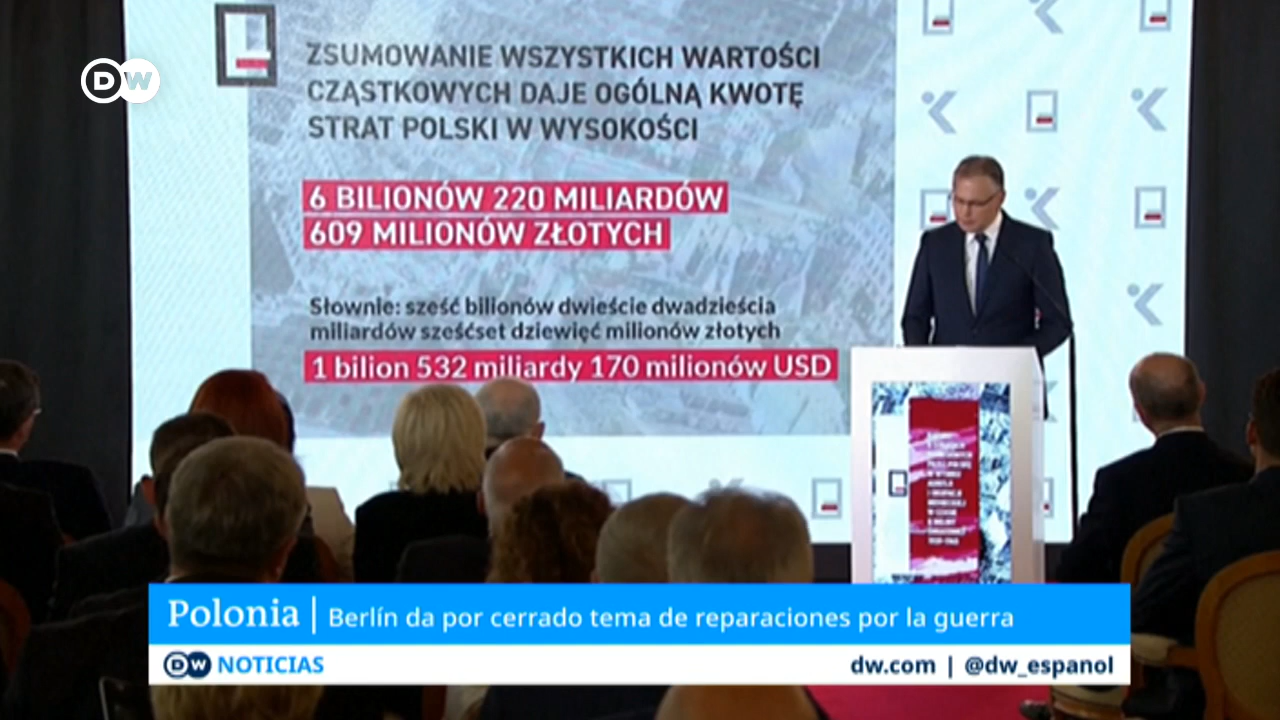 DW
ZSUMOWANIE WSZYSTKICH WARTOŚCI
CZĄSTKOWYCH DAJE OGÓLNĄ KWOTĘ
STRAT POLSKI W WYSOKOŚCI
6 BILIONÓW 220 MILIARDÓW
609 MILIONÓW ZŁOTYCH
Słownie: sześć bilionów dwieście dwadzieścia
miliardów sześćset dziewięć milionów złotych
1 bilion 532 miliardy 170 milionów USD
Polonia | Berlín da por cerrado tema de reparaciones por la guerra
DW NOTICIAS
dw.com | @dw_espanol